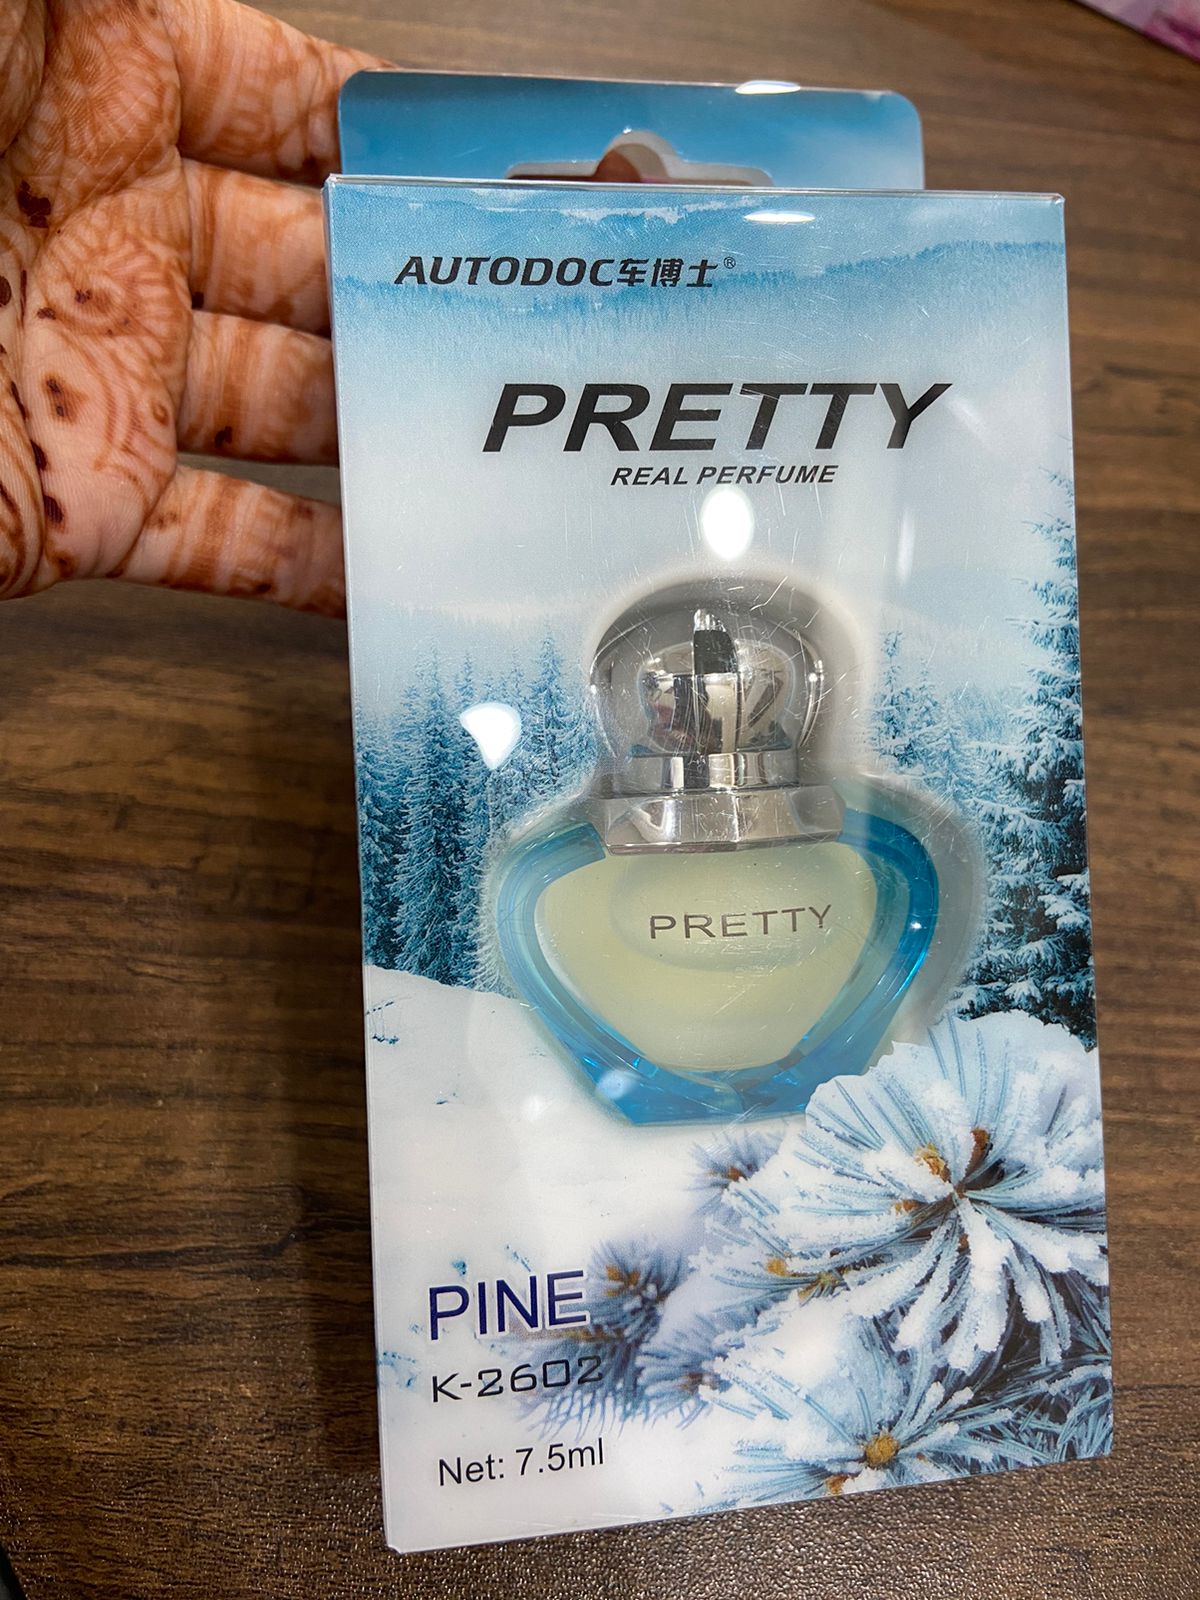 AUTODOC车博士®
PRETTY
REAL PERFUME
PRETTY
PINE
K-2602
Net: 7.5ml